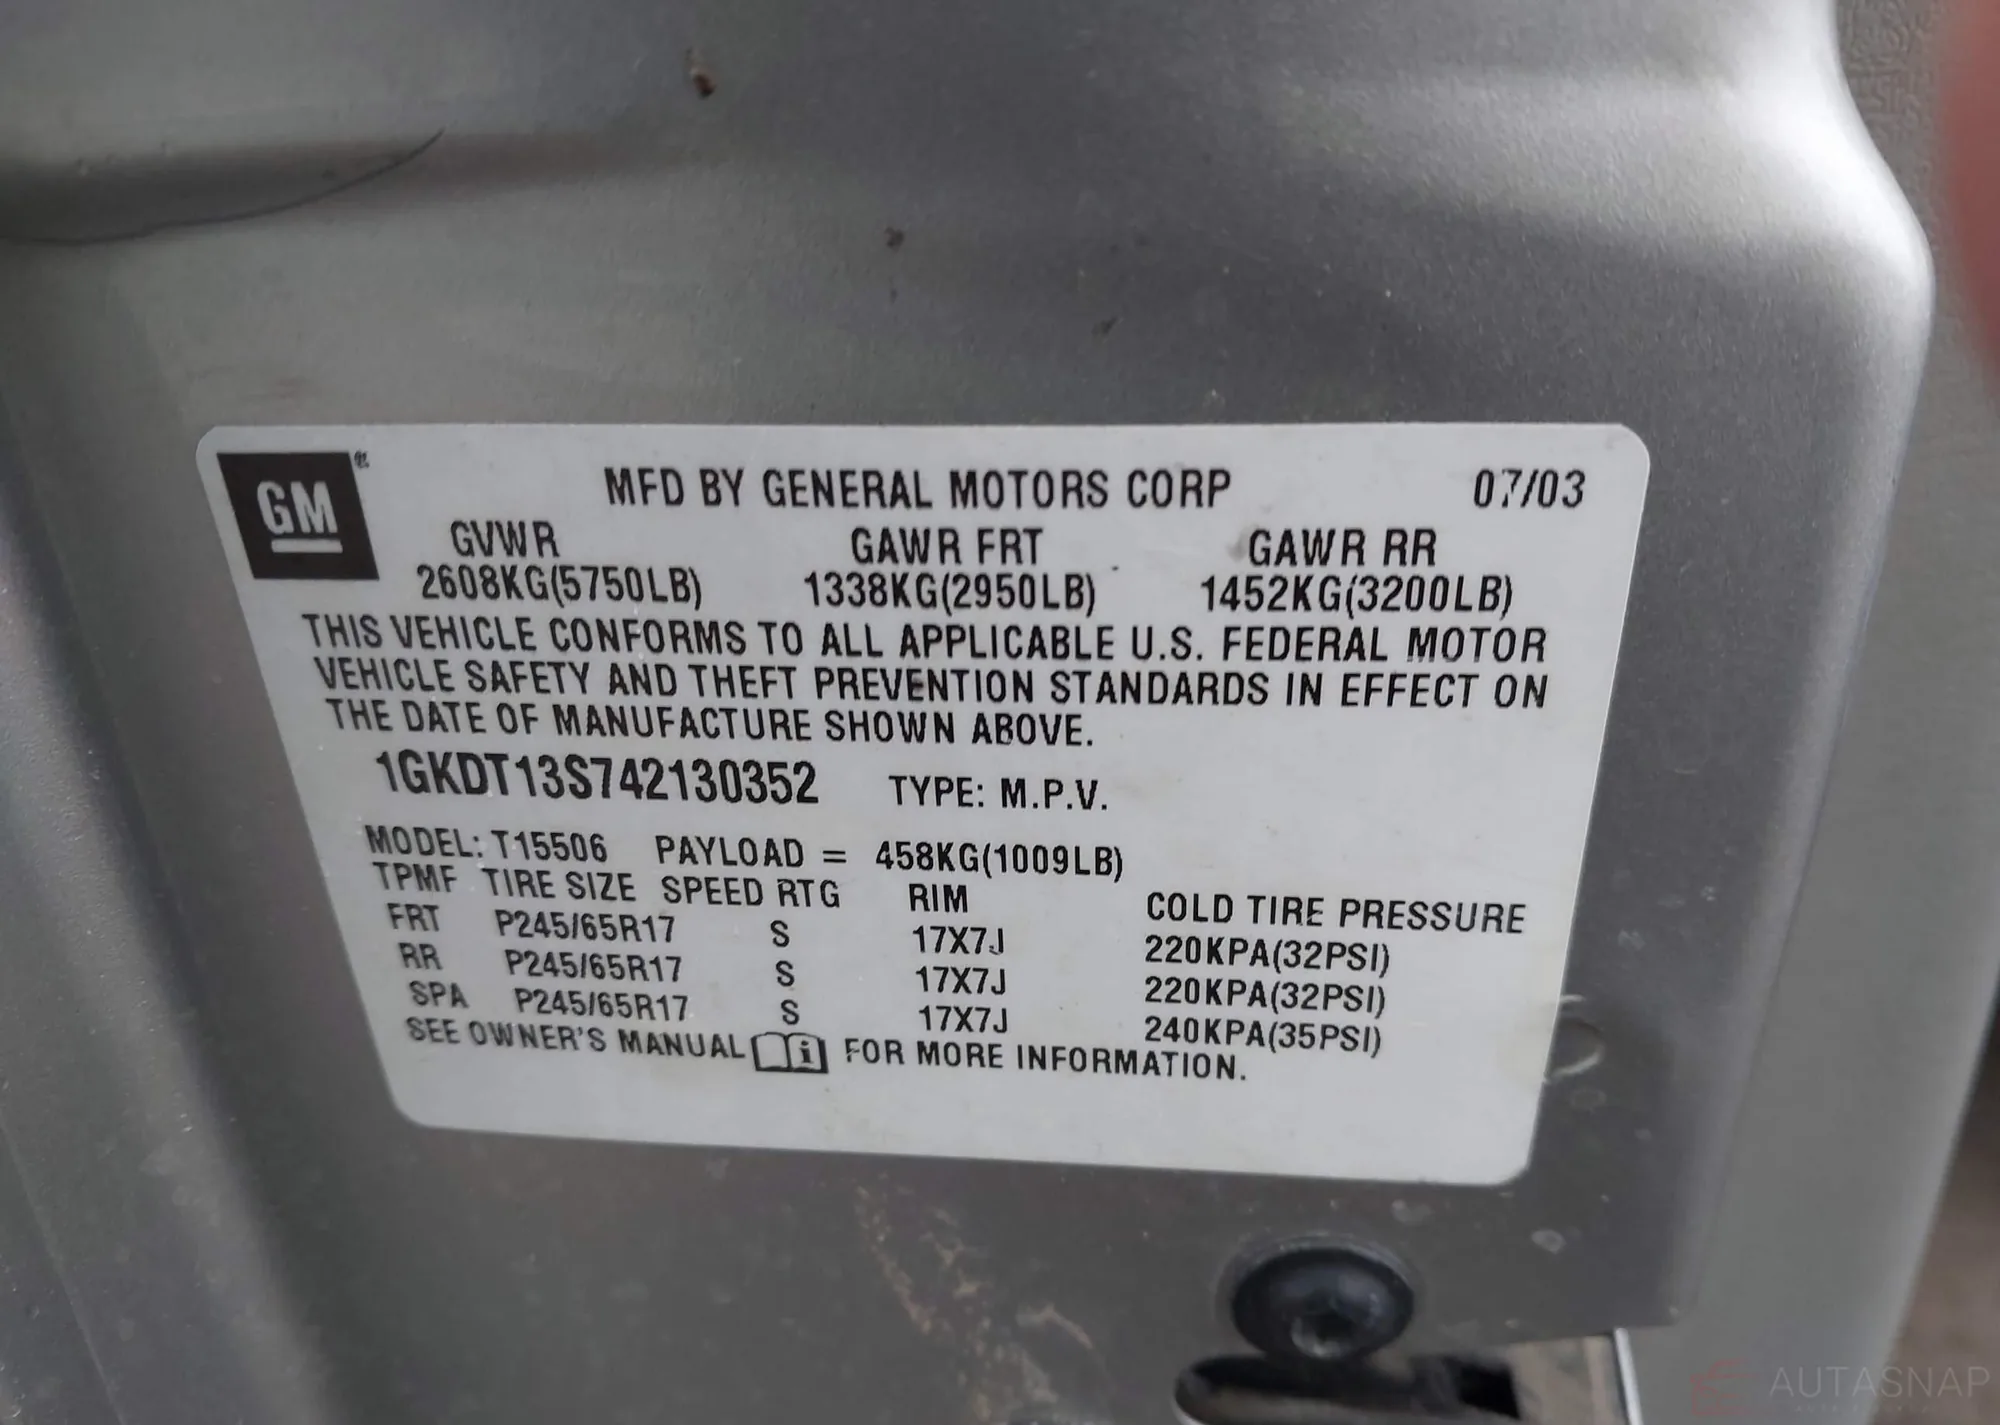 GM
MFD BY GENERAL MOTORS CORP 07/03
GVWR GAWR FRT GAWR RR
2608KG(5750LB) 1338KG(2950LB) 1452KG(3200LB)
THIS VEHICLE CONFORMS TO ALL APPLICABLE U.S. FEDERAL MOTOR
VEHICLE SAFETY AND THEFT PREVENTION STANDARDS IN EFFECT ON
THE DATE OF MANUFACTURE SHOWN ABOVE.
1GKDT13S742130352 TYPE: M.P.V.
MODEL: T15506 PAYLOAD = 458KG(1009LB)
TPMF TIRE SIZE SPEED RTG RIM COLD TIRE PRESSURE
FRT P245/65R17 S 17X7J 220KPA(32PSI)
RR P245/65R17 S 17X7J 220KPA(32PSI)
SPA P245/65R17 S 17X7J 240KPA(35PSI)
SEE OWNER'S MANUAL i FOR MORE INFORMATION.
AUTASNAP